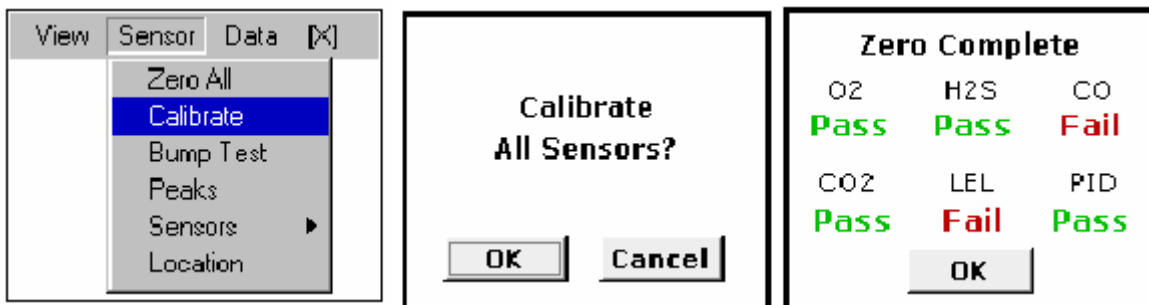 View Sensor Data [X]
Zero All
Calibrate
Bump Test
Peaks
Sensors
Location
Calibrate
All Sensors?
OK Cancel
Zero Complete
O2 H2S CO
Pass Pass Fail
CO2 LEL PID
Pass Fail Pass
OK